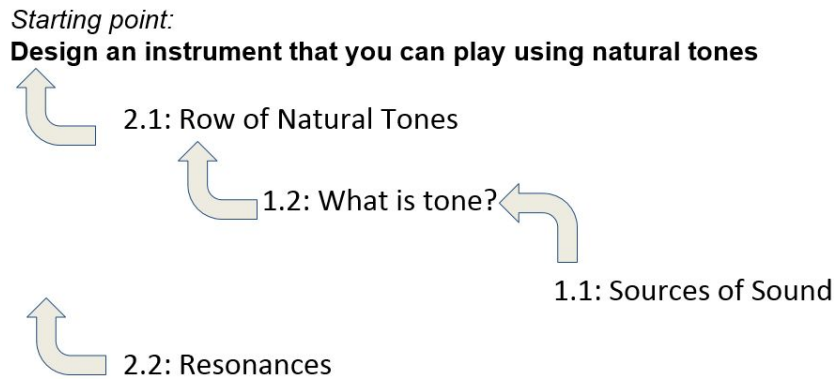 Starting point:
Design an instrument that you can play using natural tones
2.1: Row of Natural Tones
1.2: What is tone?
1.1: Sources of Sound
2.2: Resonances